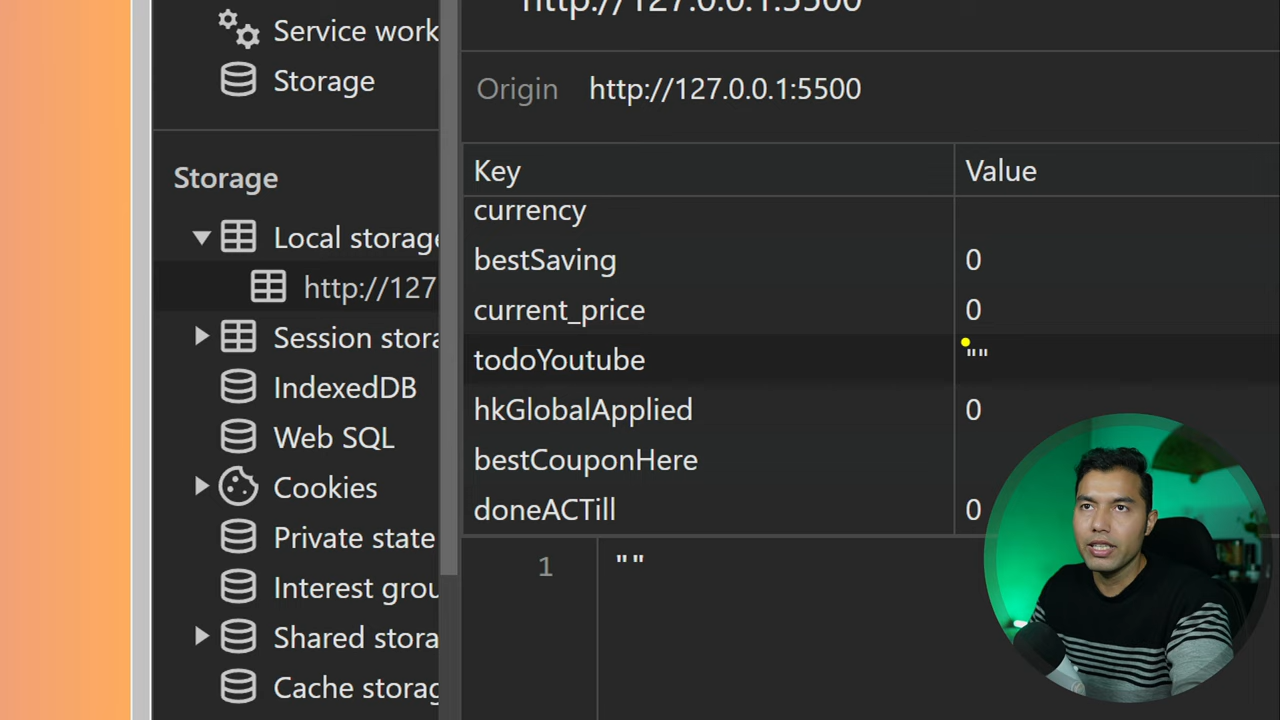 http://127.0.0.1:5500
Service work
Storage
Origin http://127.0.0.1:5500
Storage
Local storage
http://127
Session stora
IndexedDB
Web SQL
Cookies
Private state
Interest grou
Shared stora
Cache storag
Key Value
currency
bestSaving 0
current_price 0
todoYoutube ""
hkGlobalApplied 0
bestCouponHere
doneACTill 0
1 ""